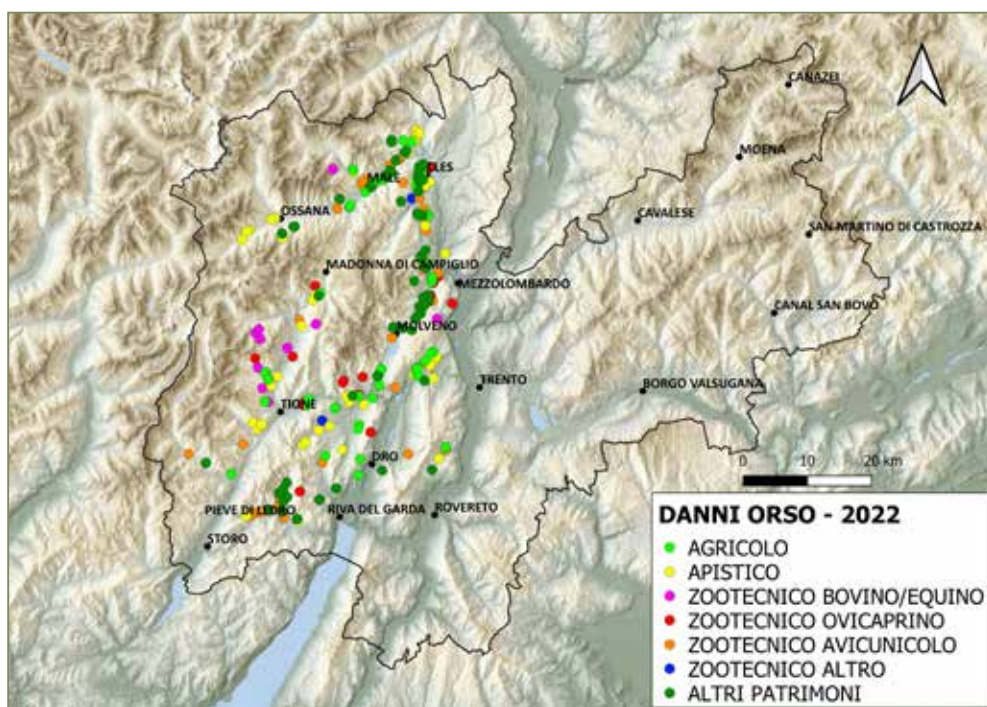 CANAZEI
MOENA
CLES
MALÈ
CAVALESE
OSSANA
SAN MARTINO DI CASTROZZA
MADONNA DI CAMPIGLIO
MEZZOLOMBARDO
CANAL SAN BOVO
MOLVENO
TRENTO
BORGO VALSUGANA
TIONE
DRO
0 10 20 km
PIEVE DI LEDRO
RIVA DEL GARDA
ROVERETO
STORO
DANNI ORSO - 2022
AGRICOLO
APISTICO
ZOOTECNICO BOVINO/EQUINO
ZOOTECNICO OVICAPRINO
ZOOTECNICO AVICUNICOLO
ZOOTECNICO ALTRO
ALTRI PATRIMONI